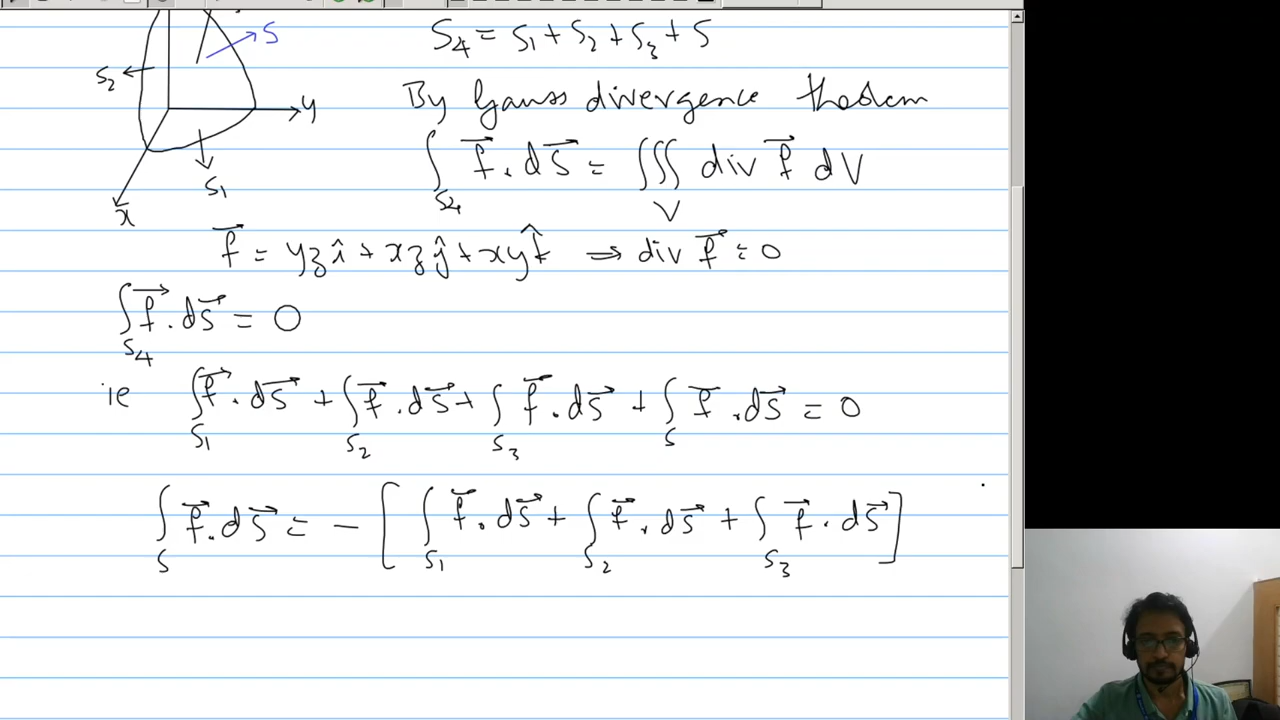 S
S₄ = S₁ + S₂ + S₃ + S
S₂
By Gauss divergence theorem
y
∫_{S₄} f⃗ . dS⃗ = ∭_V div f⃗ dV
S₁
x
f⃗ = yz î + xz ĵ + xy k̂ ⇒ div f⃗ = 0
∫_{S₄} f⃗ . dS⃗ = 0
ie ∫_{S₁} f⃗ . dS⃗ + ∫_{S₂} f⃗ . dS⃗ + ∫_{S₃} f⃗ . dS⃗ + ∫_S f⃗ . dS⃗ = 0
∫_S f⃗ . dS⃗ = − [ ∫_{S₁} f⃗ . dS⃗ + ∫_{S₂} f⃗ . dS⃗ + ∫_{S₃} f⃗ . dS⃗ ]